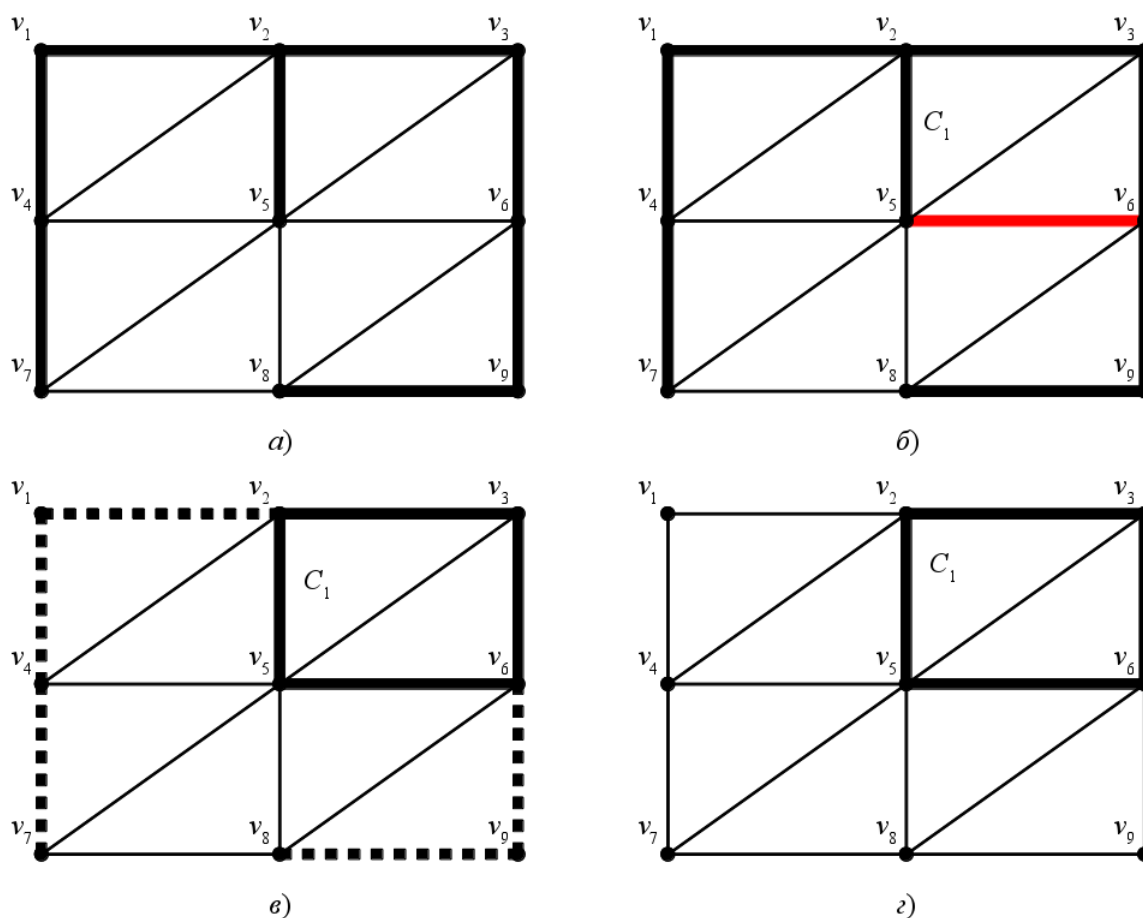 v1 v2 v3 v1 v2 v3
C1
v4 v5 v6 v4 v5 v6
v7 v8 v9 v7 v8 v9
а) б)
v1 v2 v3 v1 v2 v3
C1 C1
v4 v5 v6 v4 v5 v6
v7 v8 v9 v7 v8 v9
в) г)